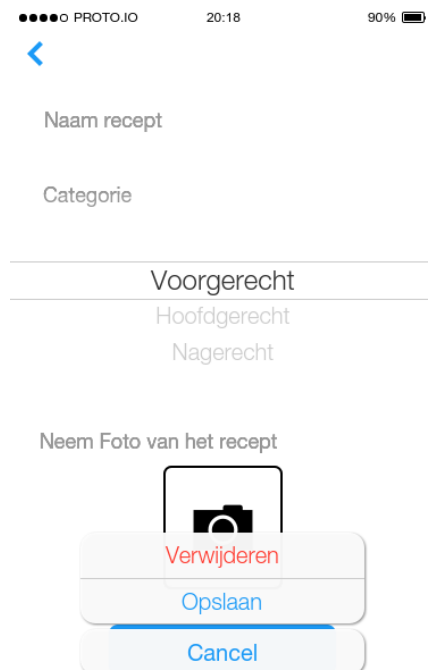 PROTO.IO 20:18 90%
Naam recept
Categorie
Voorgerecht
Hoofdgerecht
Nagerecht
Neem Foto van het recept
Verwijderen
Opslaan
Cancel